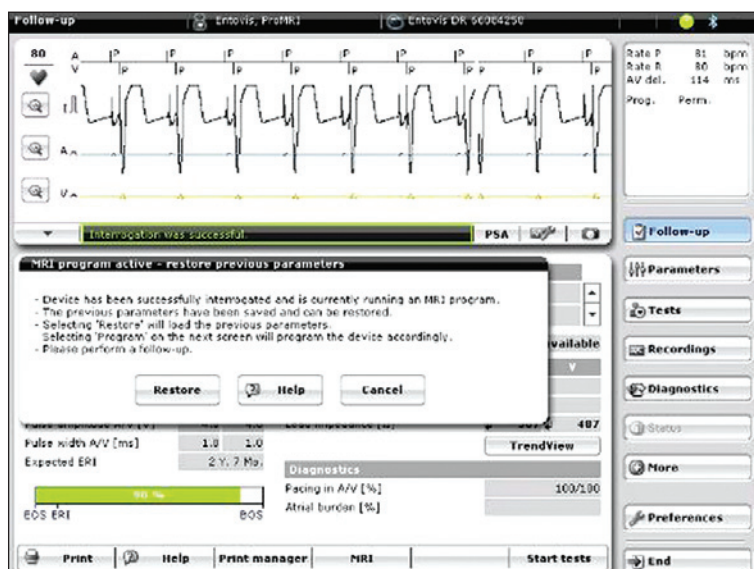 Follow-up
Entovis, ProMRI
Entovis DR 66084250
80
A
V
P P P P P P P P
P P P P P P P P P
A
V
Rate P 81 bpm
Rate R 80 bpm
AV del. 114 ms
Prog. Perm.
Interrogation was successful.
PSA
Follow-up
Parameters
Tests
Recordings
Diagnostics
Status
More
Preferences
End
MRI program active - restore previous parameters
- Device has been successfully interrogated and is currently running an MRI program.
- The previous parameters have been saved and can be restored.
- Selecting 'Restore' will load the previous parameters.
Selecting 'Program' on the next screen will program the device accordingly.
- Please perform a follow-up.
Restore
Help
Cancel
V
Pulse width A/V [ms] 1.0 1.0
Expected ERI 2 Y. 7 Mo.
487
TrendView
Diagnostics
Pacing in A/V [%] 100/100
Atrial burden [%]
EOS ERI BOS
Print
Help
Print manager
MRI
Start tests